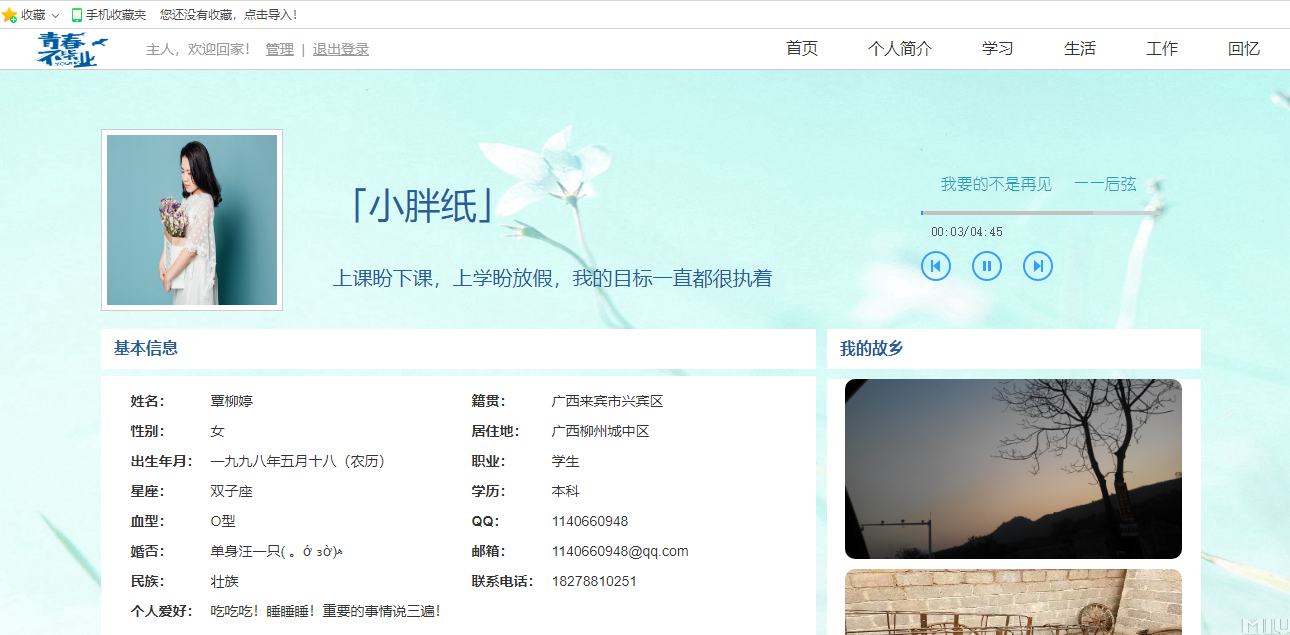 收藏 手机收藏夹 您还没有收藏，点击导入！
青春不毕业 主人，欢迎回家！ 管理 | 退出登录 首页 个人简介 学习 生活 工作 回忆
「小胖纸」
上课盼下课，上学盼放假，我的目标一直都很执着
我要的不是再见 一一后弦
00:03/04:45
基本信息
姓名： 覃柳婷 籍贯： 广西来宾市兴宾区
性别： 女 居住地： 广西柳州城中区
出生年月： 一九九八年五月十八（农历） 职业： 学生
星座： 双子座 学历： 本科
血型： O型 QQ： 1140660948
婚否： 单身汪一只 邮箱： 1140660948@qq.com
民族： 壮族 联系电话： 18278810251
个人爱好： 吃吃吃！睡睡睡！重要的事情说三遍！
我的故乡